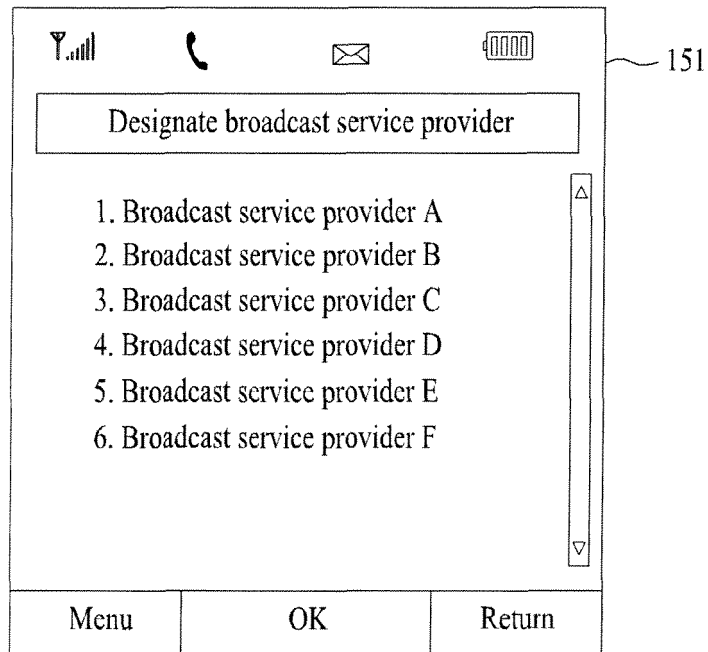 151
Designate broadcast service provider
1. Broadcast service provider A
2. Broadcast service provider B
3. Broadcast service provider C
4. Broadcast service provider D
5. Broadcast service provider E
6. Broadcast service provider F
Menu OK Return